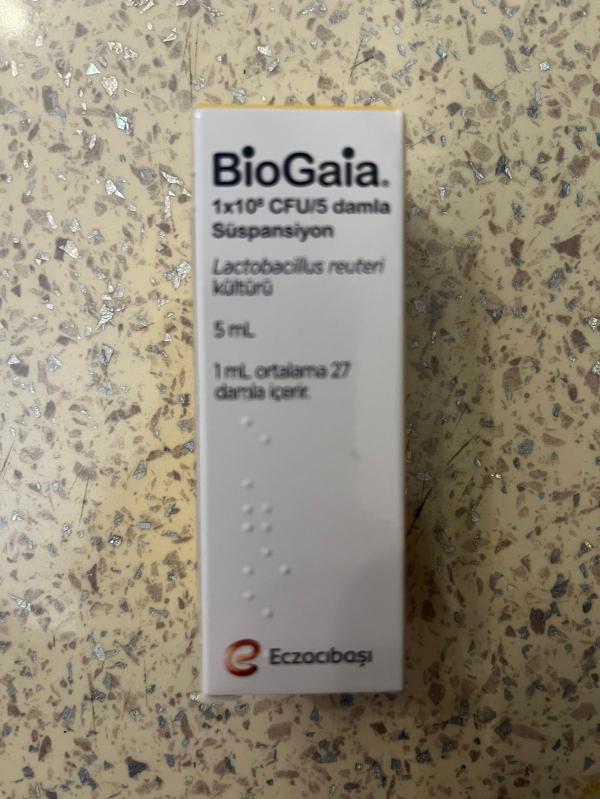 BioGaia®
1x10⁸ CFU/5 damla
Süspansiyon
Lactobacillus reuteri
kültürü
5 mL
1 mL ortalama 27
damla içerir.
Eczacıbaşı